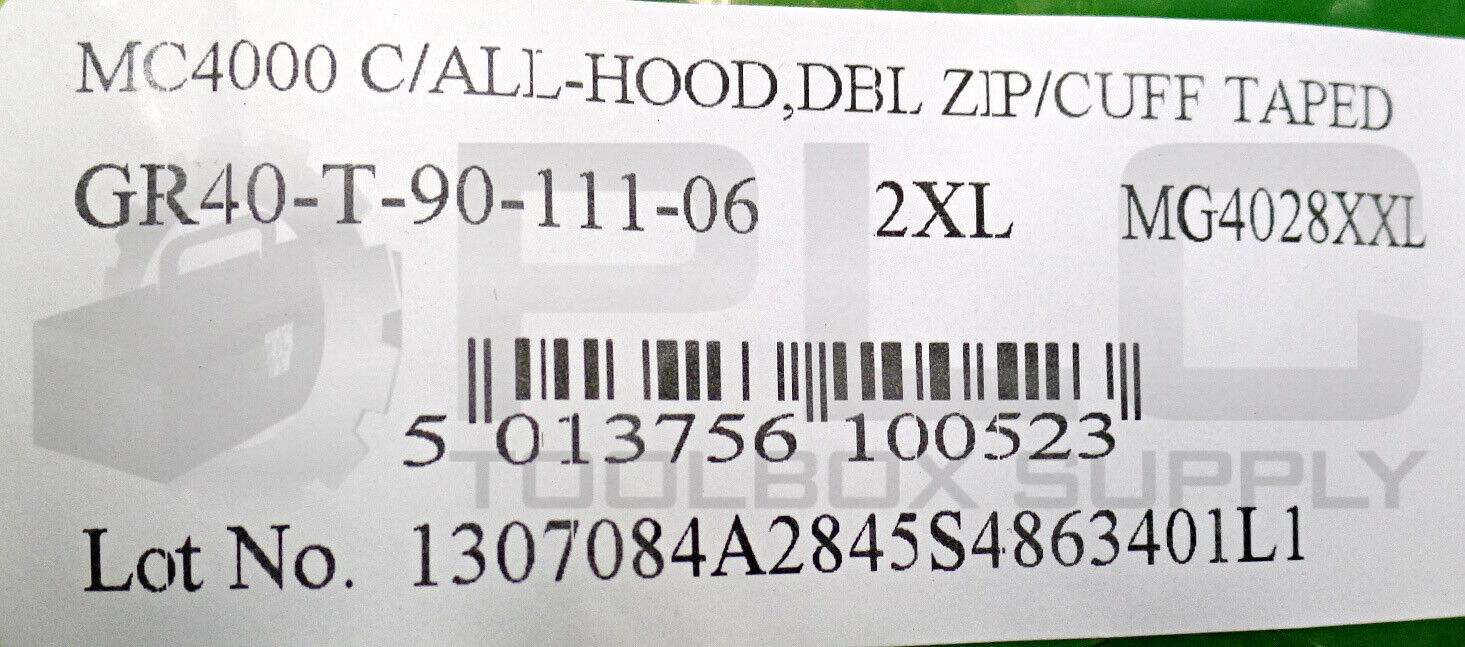 MC4000 C/ALL-HOOD,DBL ZIP/CUFF TAPED
GR40-T-90-111-06 2XL MG4028XXL
PLC
5 013756 100523
TOOLBOX SUPPLY
Lot No. 1307084A2845S4863401L1